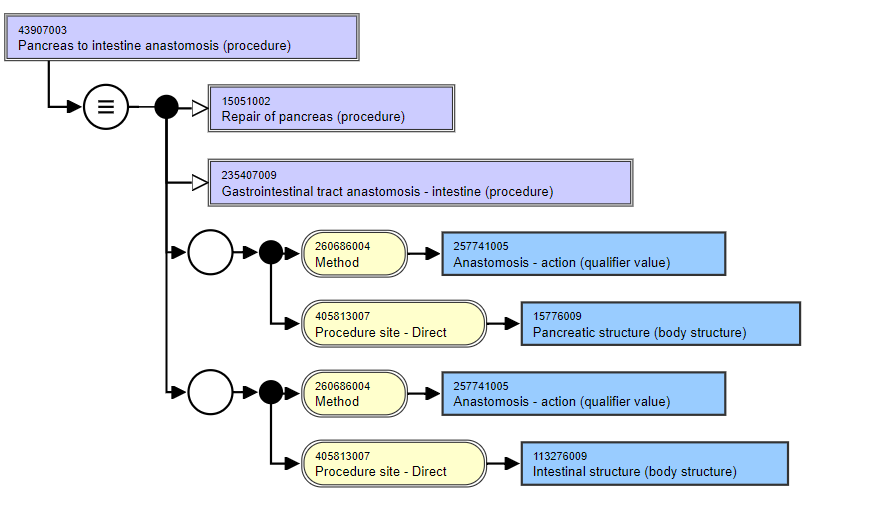 43907003
Pancreas to intestine anastomosis (procedure)
15051002
Repair of pancreas (procedure)
235407009
Gastrointestinal tract anastomosis - intestine (procedure)
260686004
Method
257741005
Anastomosis - action (qualifier value)
405813007
Procedure site - Direct
15776009
Pancreatic structure (body structure)
260686004
Method
257741005
Anastomosis - action (qualifier value)
405813007
Procedure site - Direct
113276009
Intestinal structure (body structure)